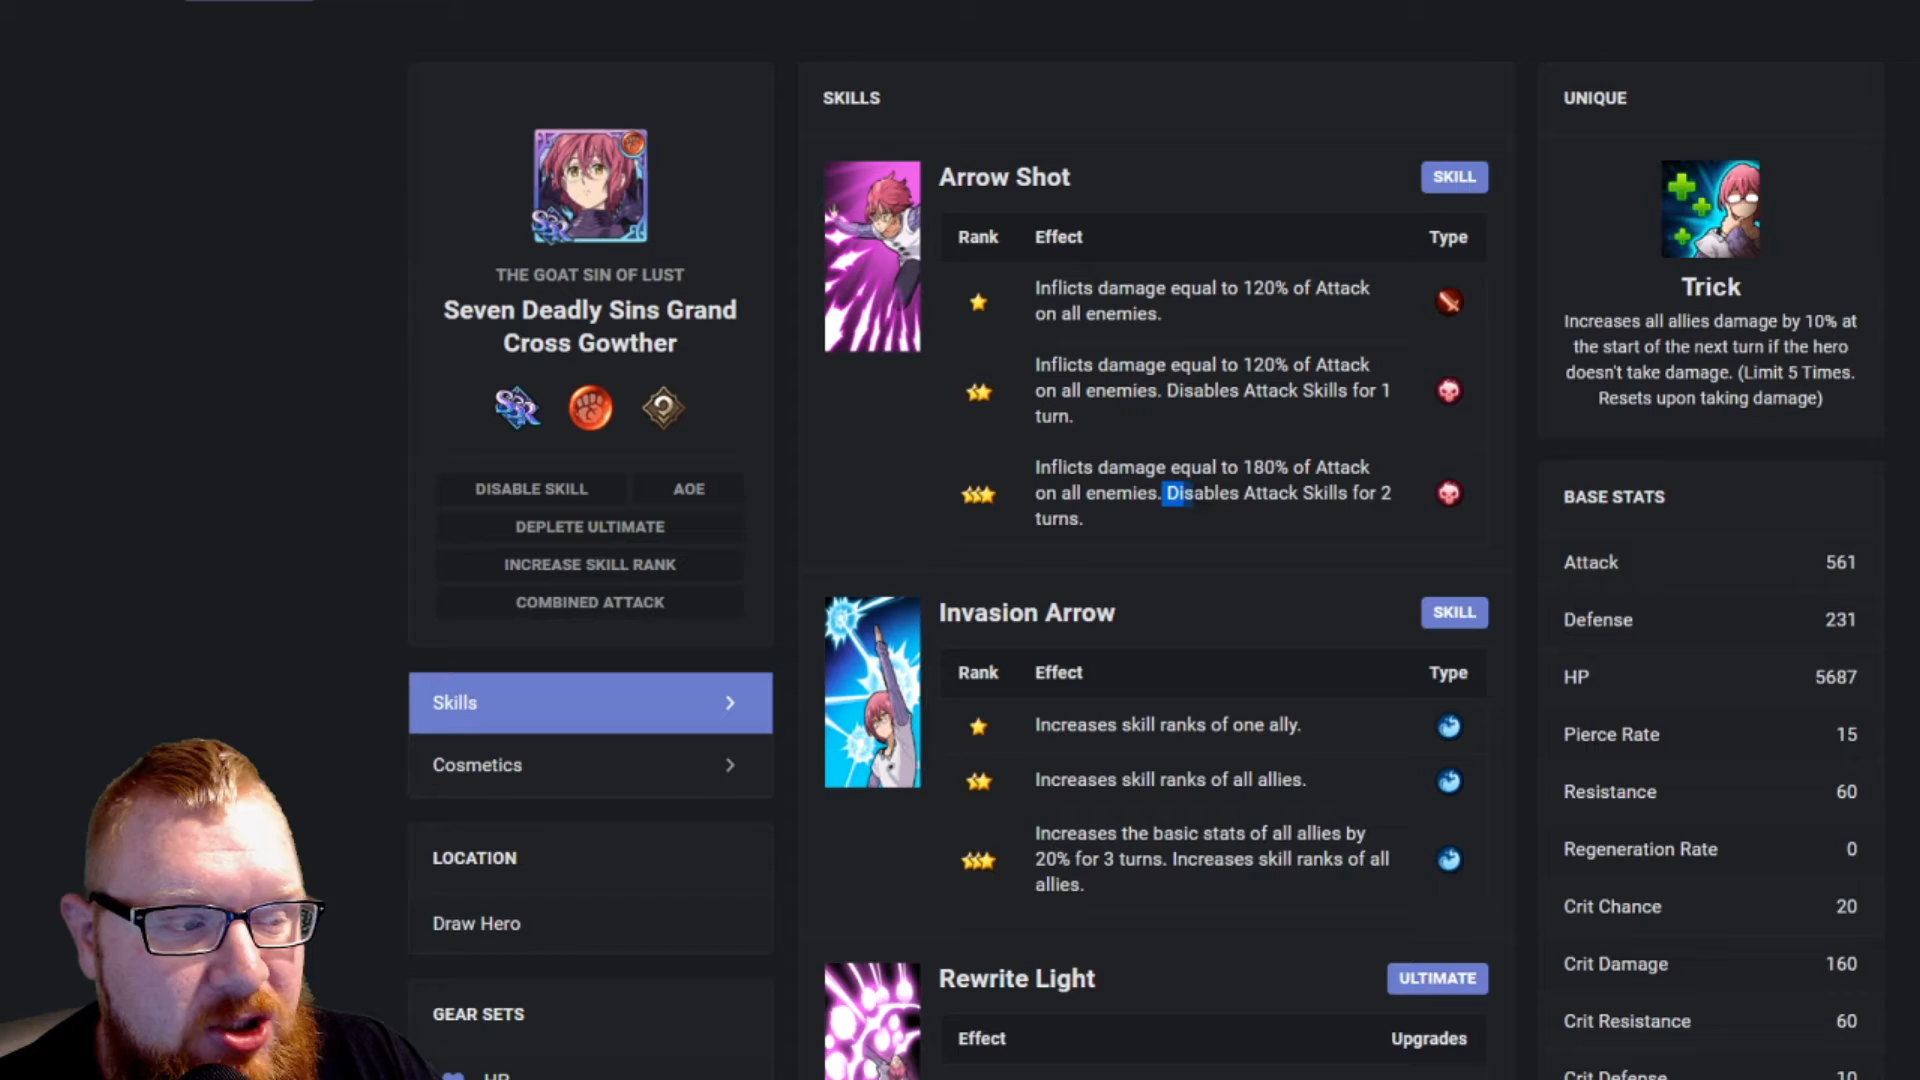 THE GOAT SIN OF LUST
Seven Deadly Sins Grand
Cross Gowther
SSR
DISABLE SKILL
AOE
DEPLETE ULTIMATE
INCREASE SKILL RANK
COMBINED ATTACK
Skills
Cosmetics
LOCATION
Draw Hero
GEAR SETS
HP
SKILLS
Arrow Shot
SKILL
Rank Effect Type
Inflicts damage equal to 120% of Attack
on all enemies.
Inflicts damage equal to 120% of Attack
on all enemies. Disables Attack Skills for 1
turn.
Inflicts damage equal to 180% of Attack
on all enemies. Disables Attack Skills for 2
turns.
Invasion Arrow
SKILL
Rank Effect Type
Increases skill ranks of one ally.
Increases skill ranks of all allies.
Increases the basic stats of all allies by
20% for 3 turns. Increases skill ranks of all
allies.
Rewrite Light
ULTIMATE
Effect Upgrades
UNIQUE
Trick
Increases all allies damage by 10% at
the start of the next turn if the hero
doesn't take damage. (Limit 5 Times.
Resets upon taking damage)
BASE STATS
Attack 561
Defense 231
HP 5687
Pierce Rate 15
Resistance 60
Regeneration Rate 0
Crit Chance 20
Crit Damage 160
Crit Resistance 60
Crit Defense 10